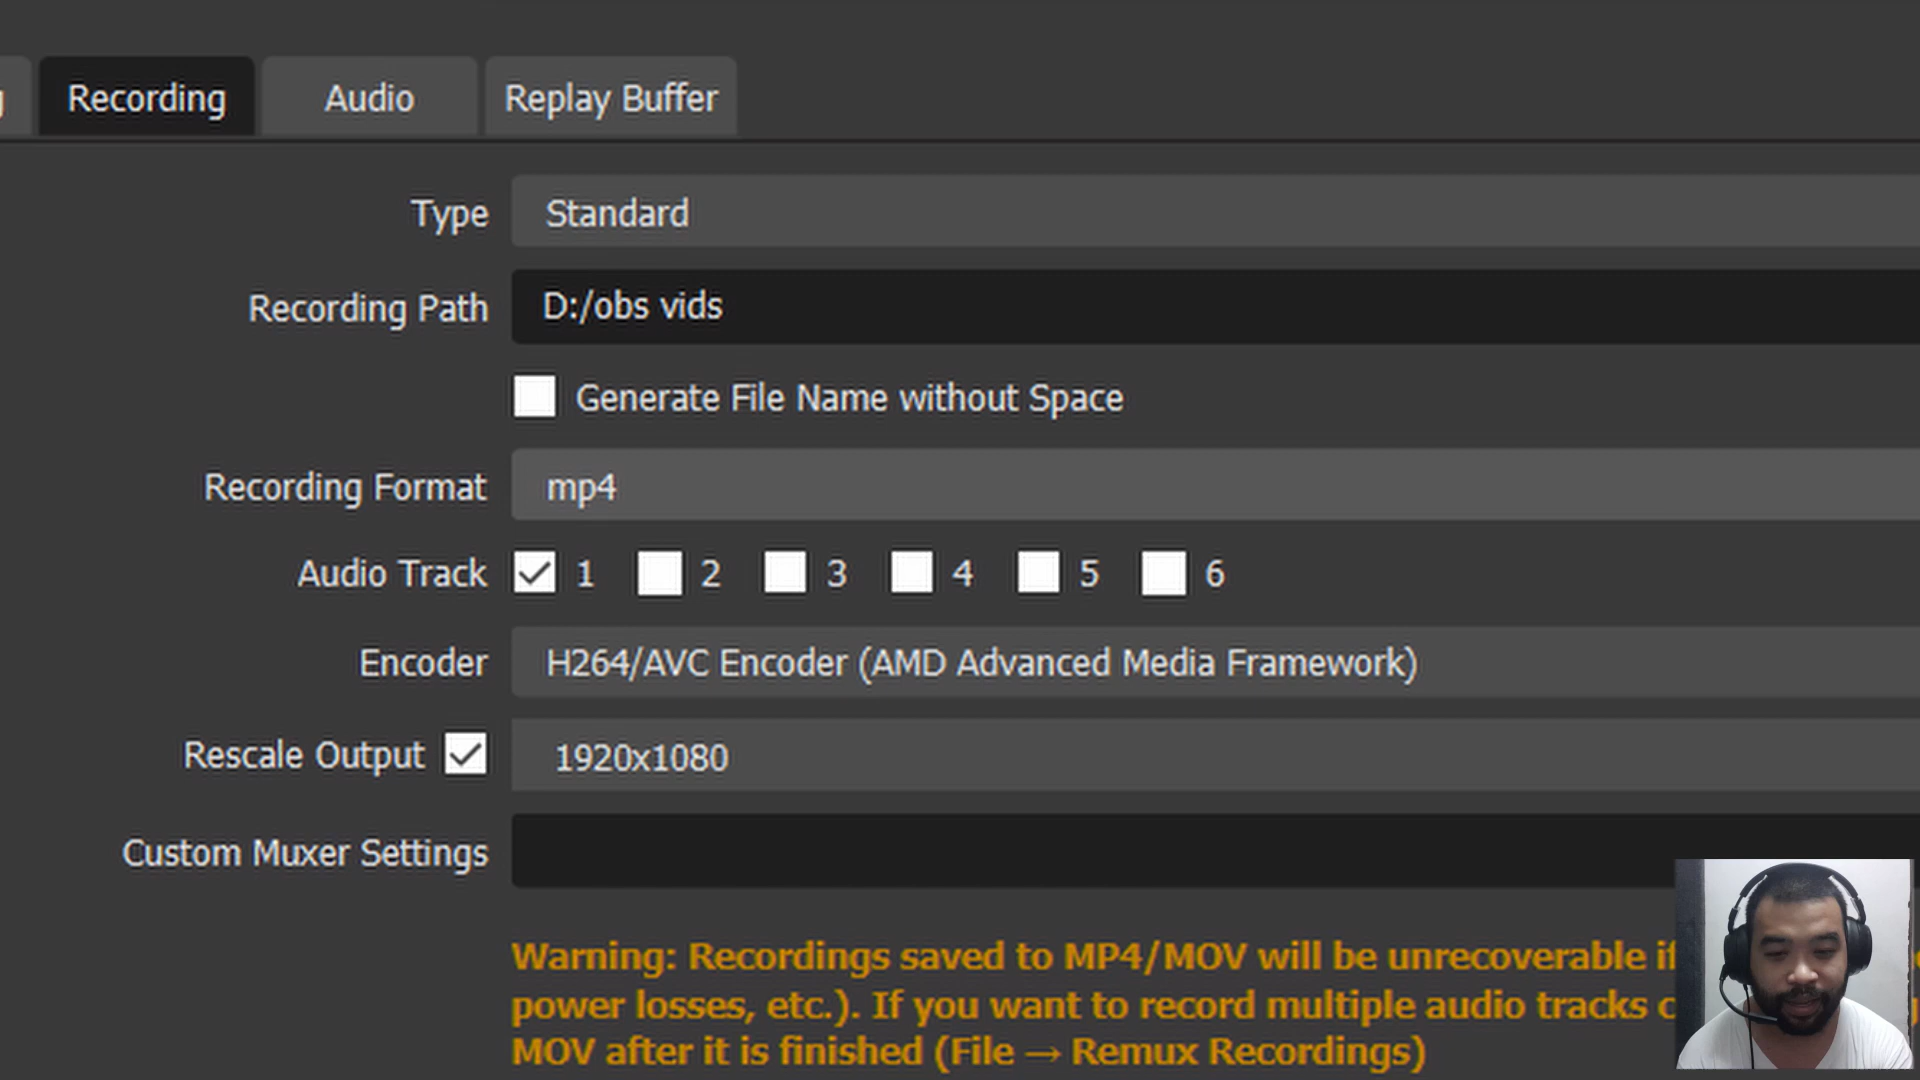 Recording Audio Replay Buffer
Type Standard
Recording Path D:/obs vids
Generate File Name without Space
Recording Format mp4
Audio Track 1 2 3 4 5 6
Encoder H264/AVC Encoder (AMD Advanced Media Framework)
Rescale Output 1920x1080
Custom Muxer Settings
Warning: Recordings saved to MP4/MOV will be unrecoverable if
power losses, etc.). If you want to record multiple audio tracks
MOV after it is finished (File → Remux Recordings)